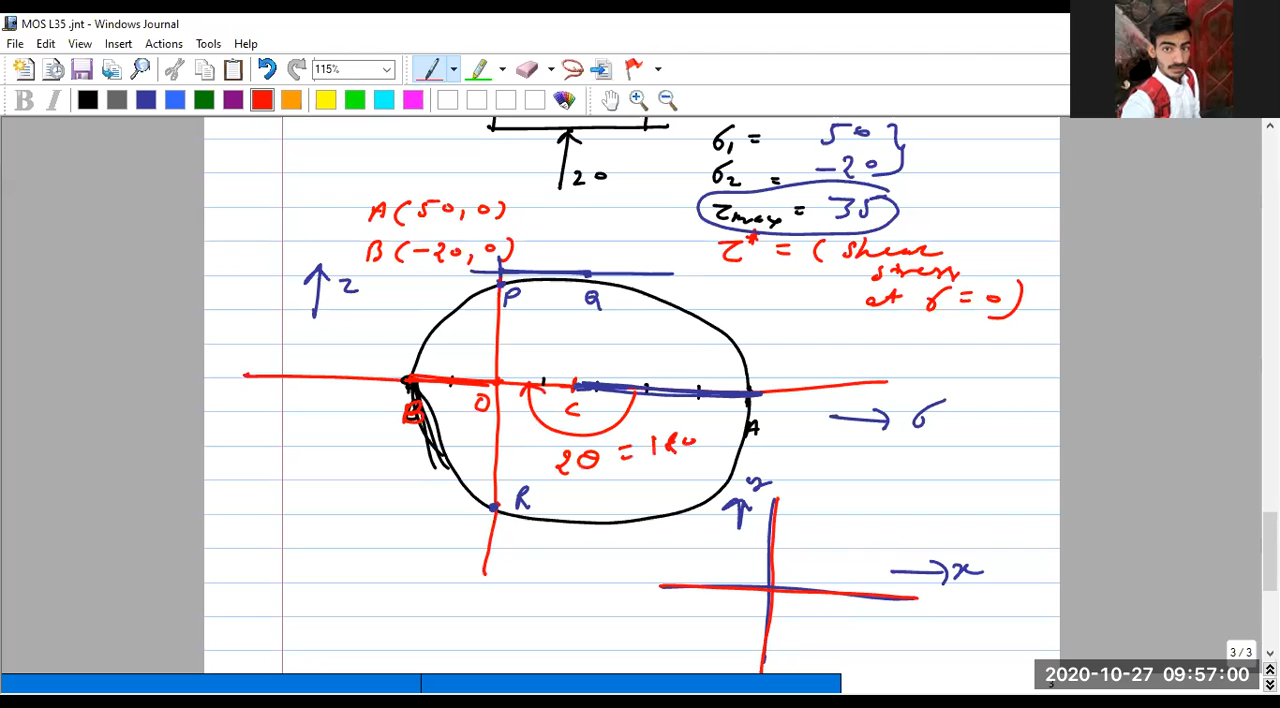 MOS L35 .jnt - Windows Journal
File Edit View Insert Actions Tools Help
115%
B I
σ1 = 50
σ2 = -20
20
τmax = 35
A(50, 0)
B(-20, 0)
τ* = (shear
stress
at σ = 0)
τ
P Q
B O C A
σ
2θ = 180
R
y
x
3 / 3
2020-10-27 09:57:00